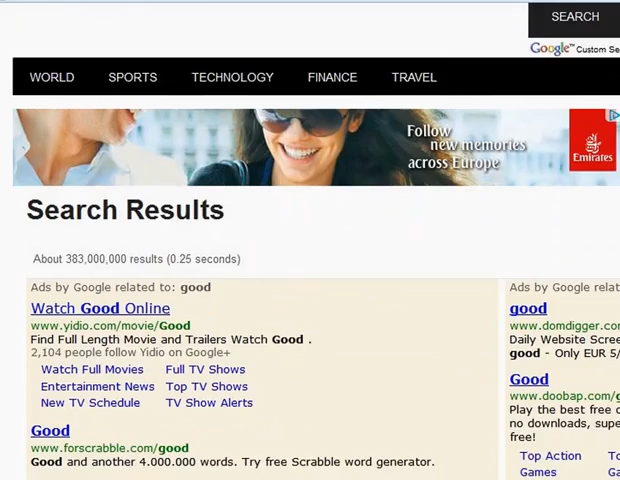 SEARCH
Google™ Custom Se
WORLD SPORTS TECHNOLOGY FINANCE TRAVEL
Follow
new memories
across Europe
Emirates
Search Results
About 383,000,000 results (0.25 seconds)
Ads by Google related to: good
Watch Good Online
www.yidio.com/movie/Good
Find Full Length Movie and Trailers Watch Good .
2,104 people follow Yidio on Google+
Watch Full Movies Full TV Shows
Entertainment News Top TV Shows
New TV Schedule TV Show Alerts
Good
www.forscrabble.com/good
Good and another 4.000.000 words. Try free Scrabble word generator.
Ads by Google relat
good
www.domdigger.com
Daily Website Scree
good - Only EUR 5/
Good
www.doobap.com/g
Play the best free o
no downloads, supe
free!
Top Action To
Games Ga